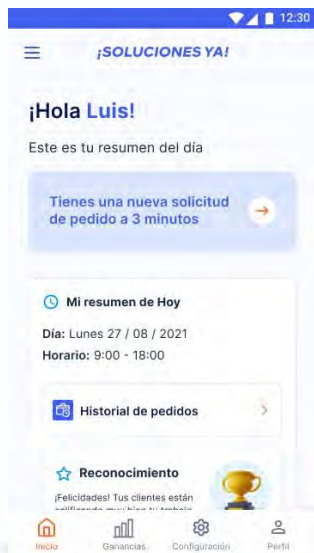 12:30
¡SOLUCIONES YA!
¡Hola Luis!
Este es tu resumen del día
Tienes una nueva solicitud
de pedido a 3 minutos
Mi resumen de Hoy
Día: Lunes 27 / 08 / 2021
Horario: 9:00 - 18:00
Historial de pedidos
Reconocimiento
¡Felicidades! Tus clientes están
Inicio
Ganancias
Configuración
Perfil